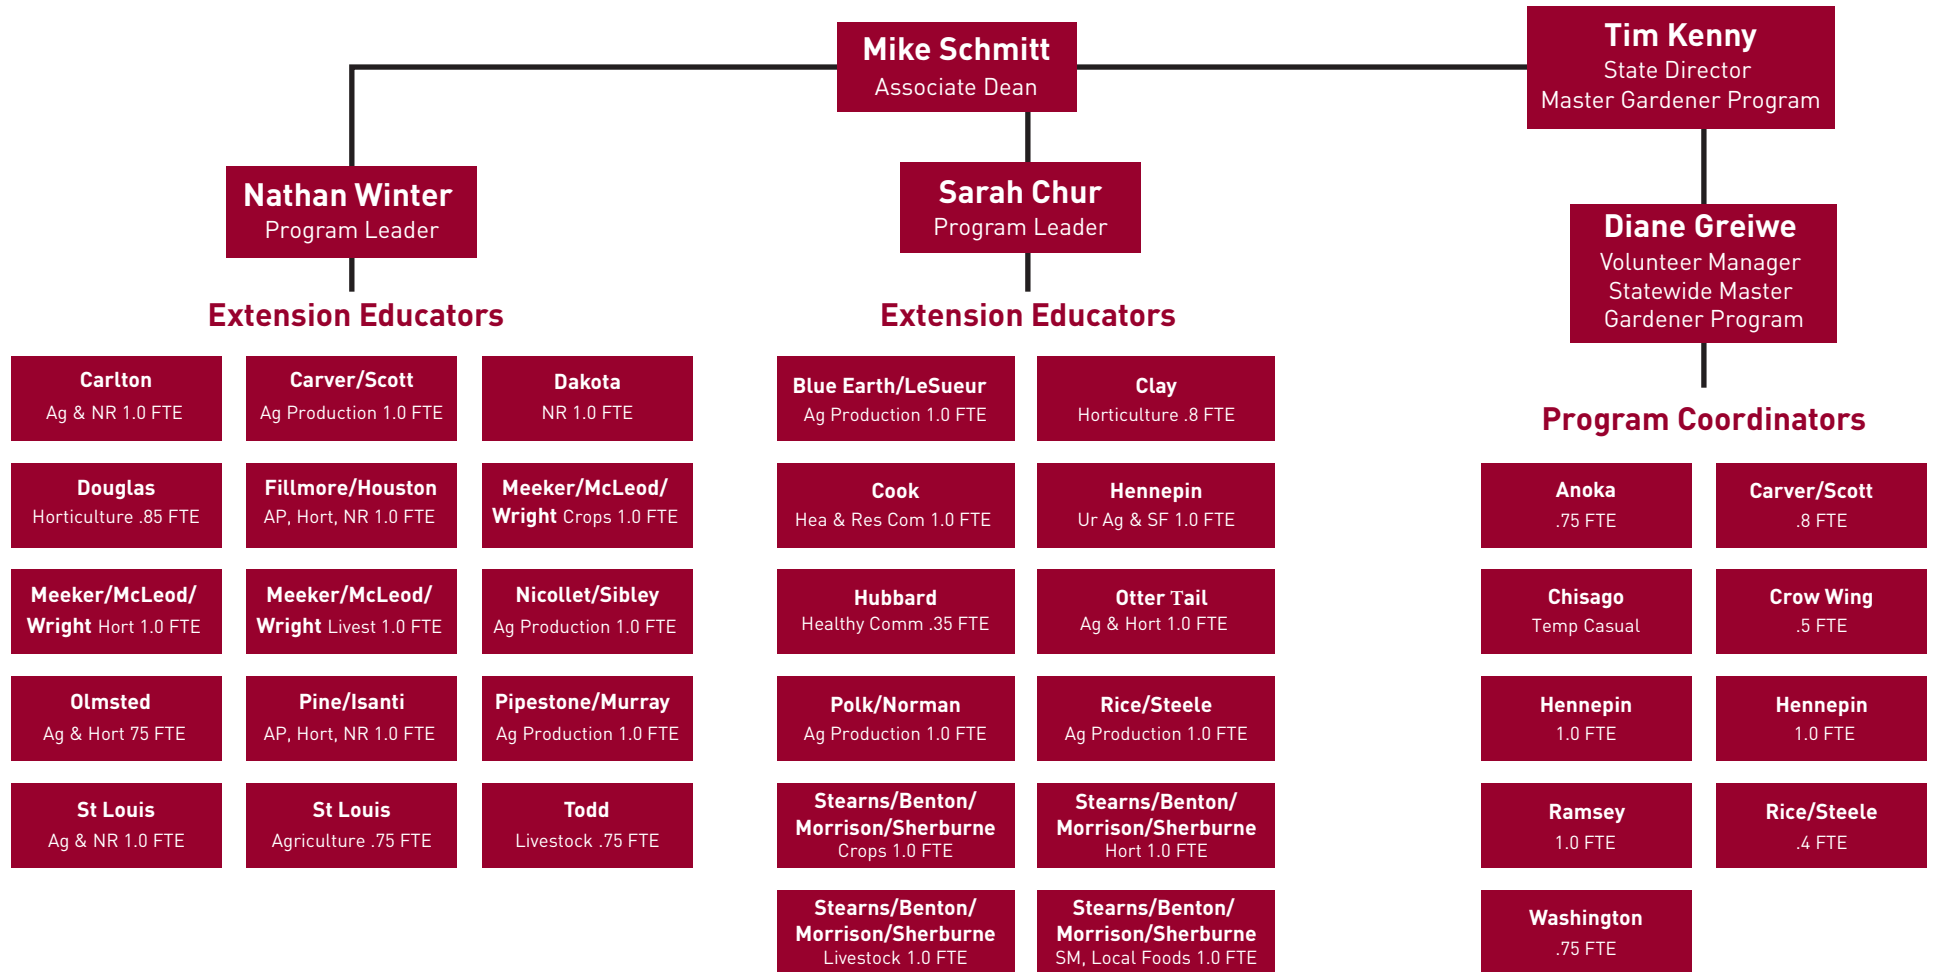 Mike Schmitt
Associate Dean
Tim Kenny
State Director
Master Gardener Program
Nathan Winter
Program Leader
Sarah Chur
Program Leader
Diane Greiwe
Volunteer Manager
Statewide Master
Gardener Program
Extension Educators
Carlton
Ag & NR 1.0 FTE
Carver/Scott
Ag Production 1.0 FTE
Dakota
NR 1.0 FTE
Douglas
Horticulture .85 FTE
Fillmore/Houston
AP, Hort, NR 1.0 FTE
Meeker/McLeod/
Wright Crops 1.0 FTE
Meeker/McLeod/
Wright Hort 1.0 FTE
Meeker/McLeod/
Wright Livest 1.0 FTE
Nicollet/Sibley
Ag Production 1.0 FTE
Olmsted
Ag & Hort 75 FTE
Pine/Isanti
AP, Hort, NR 1.0 FTE
Pipestone/Murray
Ag Production 1.0 FTE
St Louis
Ag & NR 1.0 FTE
St Louis
Agriculture .75 FTE
Todd
Livestock .75 FTE
Extension Educators
Blue Earth/LeSueur
Ag Production 1.0 FTE
Clay
Horticulture .8 FTE
Cook
Hea & Res Com 1.0 FTE
Hennepin
Ur Ag & SF 1.0 FTE
Hubbard
Healthy Comm .35 FTE
Otter Tail
Ag & Hort 1.0 FTE
Polk/Norman
Ag Production 1.0 FTE
Rice/Steele
Ag Production 1.0 FTE
Stearns/Benton/
Morrison/Sherburne
Crops 1.0 FTE
Stearns/Benton/
Morrison/Sherburne
Hort 1.0 FTE
Stearns/Benton/
Morrison/Sherburne
Livestock 1.0 FTE
Stearns/Benton/
Morrison/Sherburne
SM, Local Foods 1.0 FTE
Program Coordinators
Anoka
.75 FTE
Carver/Scott
.8 FTE
Chisago
Temp Casual
Crow Wing
.5 FTE
Hennepin
1.0 FTE
Hennepin
1.0 FTE
Ramsey
1.0 FTE
Rice/Steele
.4 FTE
Washington
.75 FTE